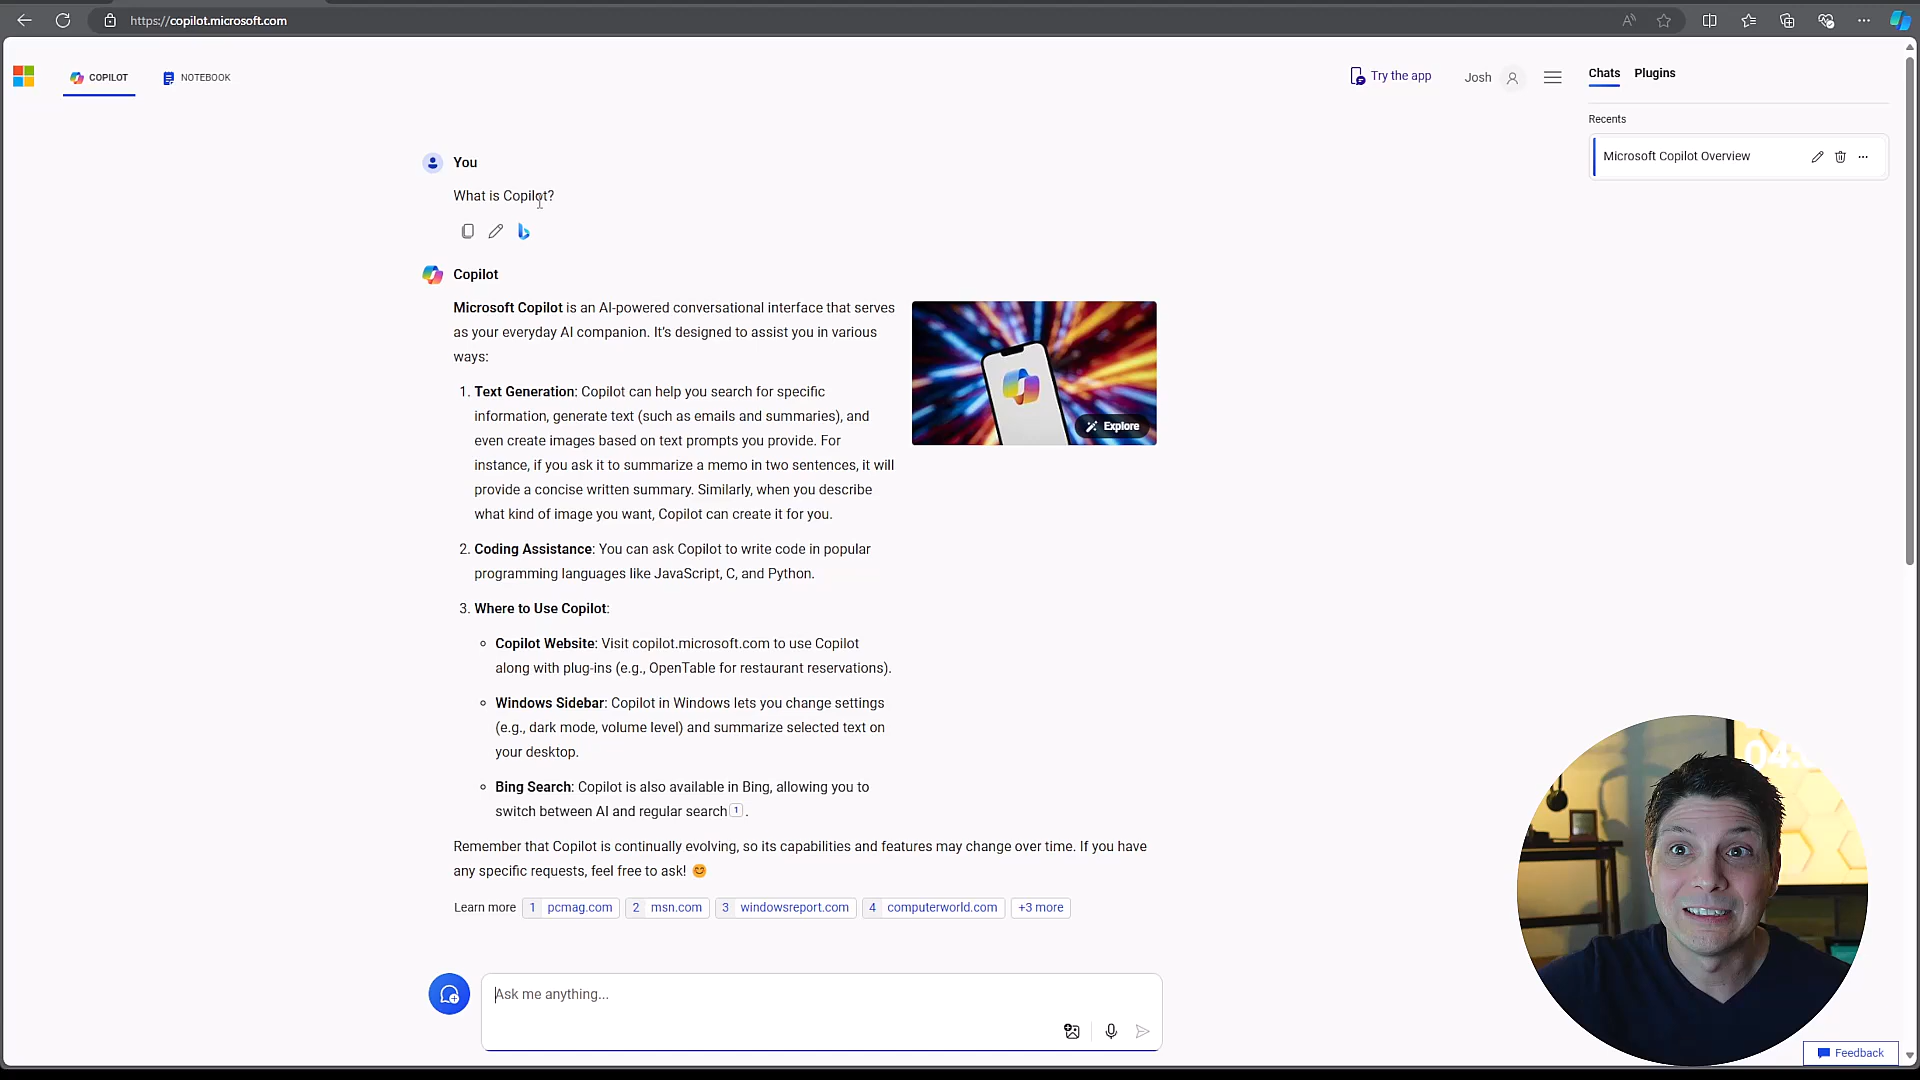 https://copilot.microsoft.com
COPILOT
NOTEBOOK
Try the app
Josh
Chats
Plugins
Recents
Microsoft Copilot Overview
You
What is Copilot?
Copilot
Microsoft Copilot is an AI-powered conversational interface that serves
as your everyday AI companion. It’s designed to assist you in various
ways:
Explore
1. Text Generation: Copilot can help you search for specific
information, generate text (such as emails and summaries), and
even create images based on text prompts you provide. For
instance, if you ask it to summarize a memo in two sentences, it will
provide a concise written summary. Similarly, when you describe
what kind of image you want, Copilot can create it for you.
2. Coding Assistance: You can ask Copilot to write code in popular
programming languages like JavaScript, C, and Python.
3. Where to Use Copilot:
Copilot Website: Visit copilot.microsoft.com to use Copilot
along with plug-ins (e.g., OpenTable for restaurant reservations).
Windows Sidebar: Copilot in Windows lets you change settings
(e.g., dark mode, volume level) and summarize selected text on
your desktop.
Bing Search: Copilot is also available in Bing, allowing you to
switch between AI and regular search 1 .
Remember that Copilot is continually evolving, so its capabilities and features may change over time. If you have
any specific requests, feel free to ask! 😊
Learn more 1 pcmag.com 2 msn.com 3 windowsreport.com 4 computerworld.com +3 more
Ask me anything...
Feedback